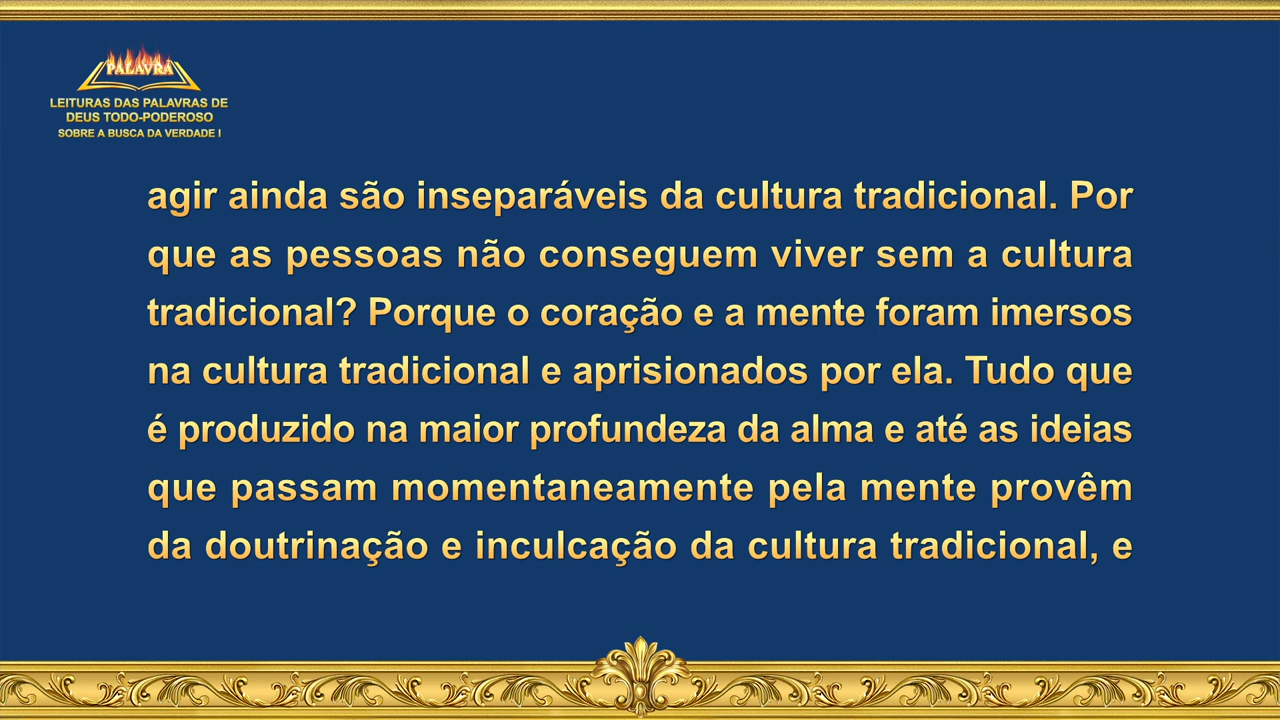 PALAVRA
LEITURAS DAS PALAVRAS DE
DEUS TODO-PODEROSO
SOBRE A BUSCA DA VERDADE I
agir ainda são inseparáveis da cultura tradicional. Por
que as pessoas não conseguem viver sem a cultura
tradicional? Porque o coração e a mente foram imersos
na cultura tradicional e aprisionados por ela. Tudo que
é produzido na maior profundeza da alma e até as ideias
que passam momentaneamente pela mente provêm
da doutrinação e inculcação da cultura tradicional, e